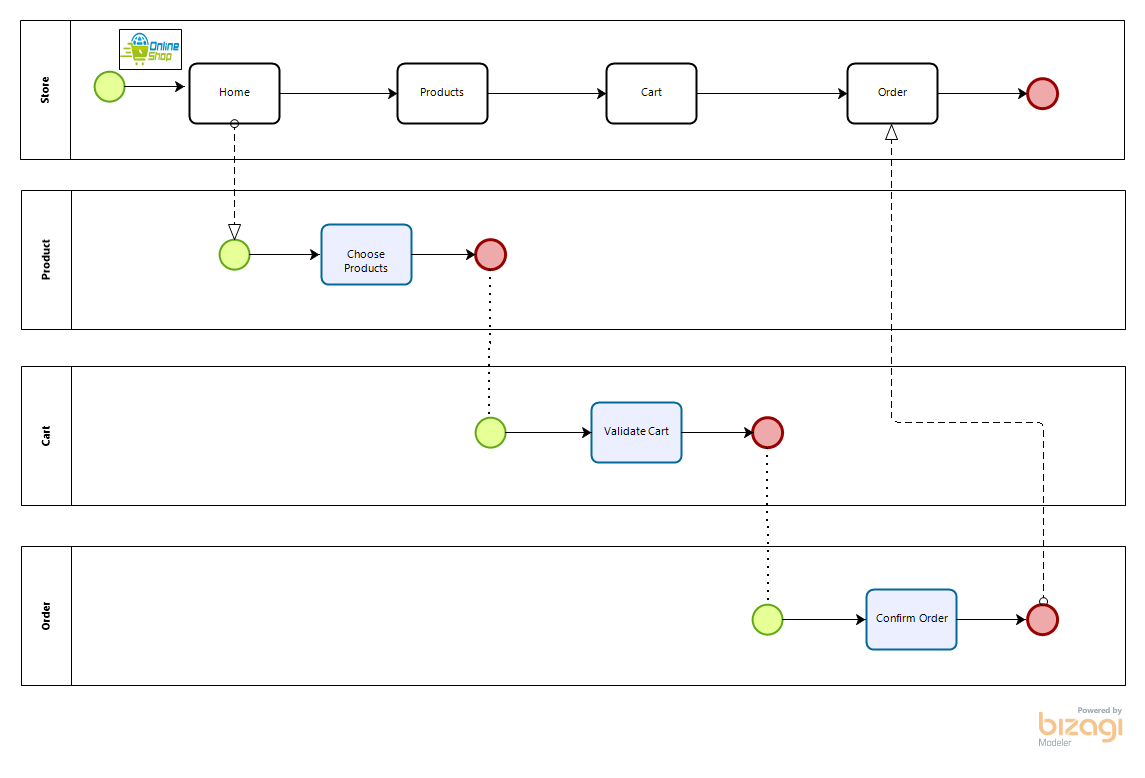 Store
Online
Shop
Home
Products
Cart
Order
Product
Choose
Products
Cart
Validate Cart
Order
Confirm Order
Powered by
bizagi
Modeler